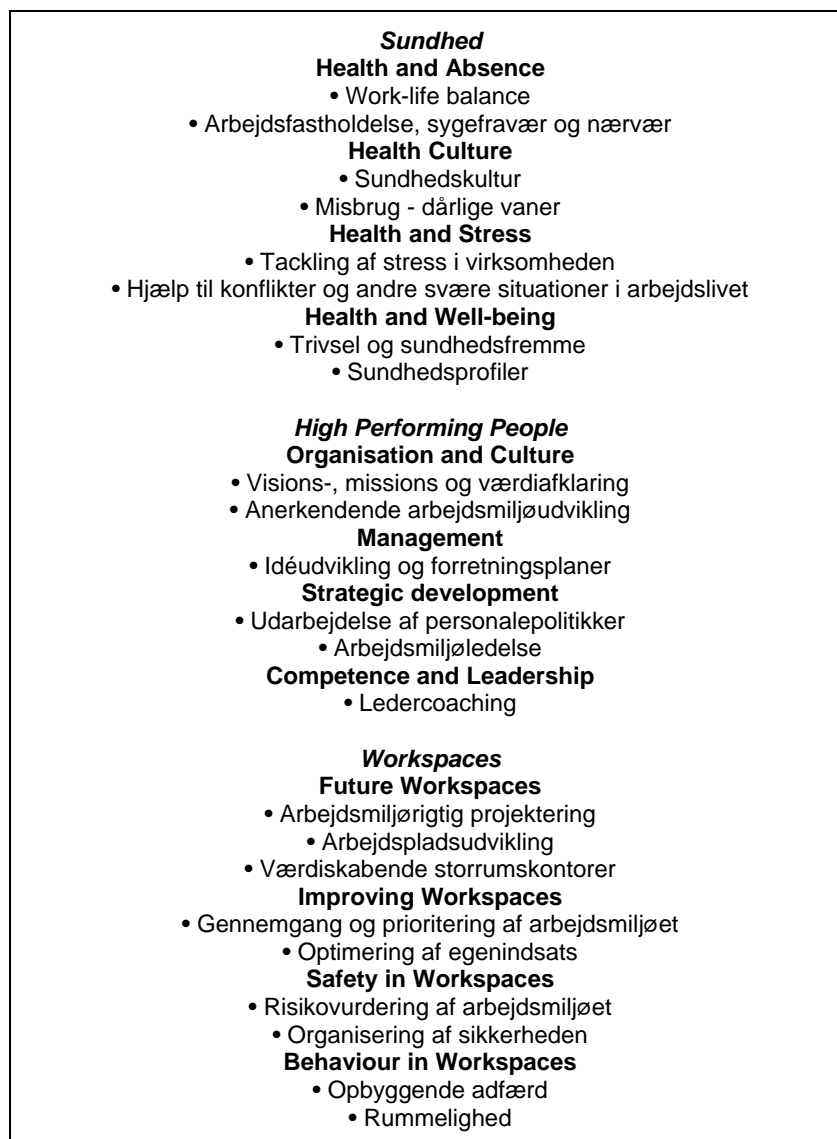 Sundhed
Health and Absence
• Work-life balance
• Arbejdsfastholdelse, sygefravær og nærvær
Health Culture
• Sundhedskultur
• Misbrug - dårlige vaner
Health and Stress
• Tackling af stress i virksomheden
• Hjælp til konflikter og andre svære situationer i arbejdslivet
Health and Well-being
• Trivsel og sundhedsfremme
• Sundhedsprofiler
High Performing People
Organisation and Culture
• Visions-, missions og værdiafklaring
• Anerkendende arbejdsmiljøudvikling
Management
• Idéudvikling og forretningsplaner
Strategic development
• Udarbejdelse af personalepolitikker
• Arbejdsmiljøledelse
Competence and Leadership
• Ledercoaching
Workspaces
Future Workspaces
• Arbejdsmiljørigtig projektering
• Arbejdspladsudvikling
• Værdiskabende storrumskontorer
Improving Workspaces
• Gennemgang og prioritering af arbejdsmiljøet
• Optimering af egenindsats
Safety in Workspaces
• Risikovurdering af arbejdsmiljøet
• Organisering af sikkerheden
Behaviour in Workspaces
• Opbyggende adfærd
• Rummelighed